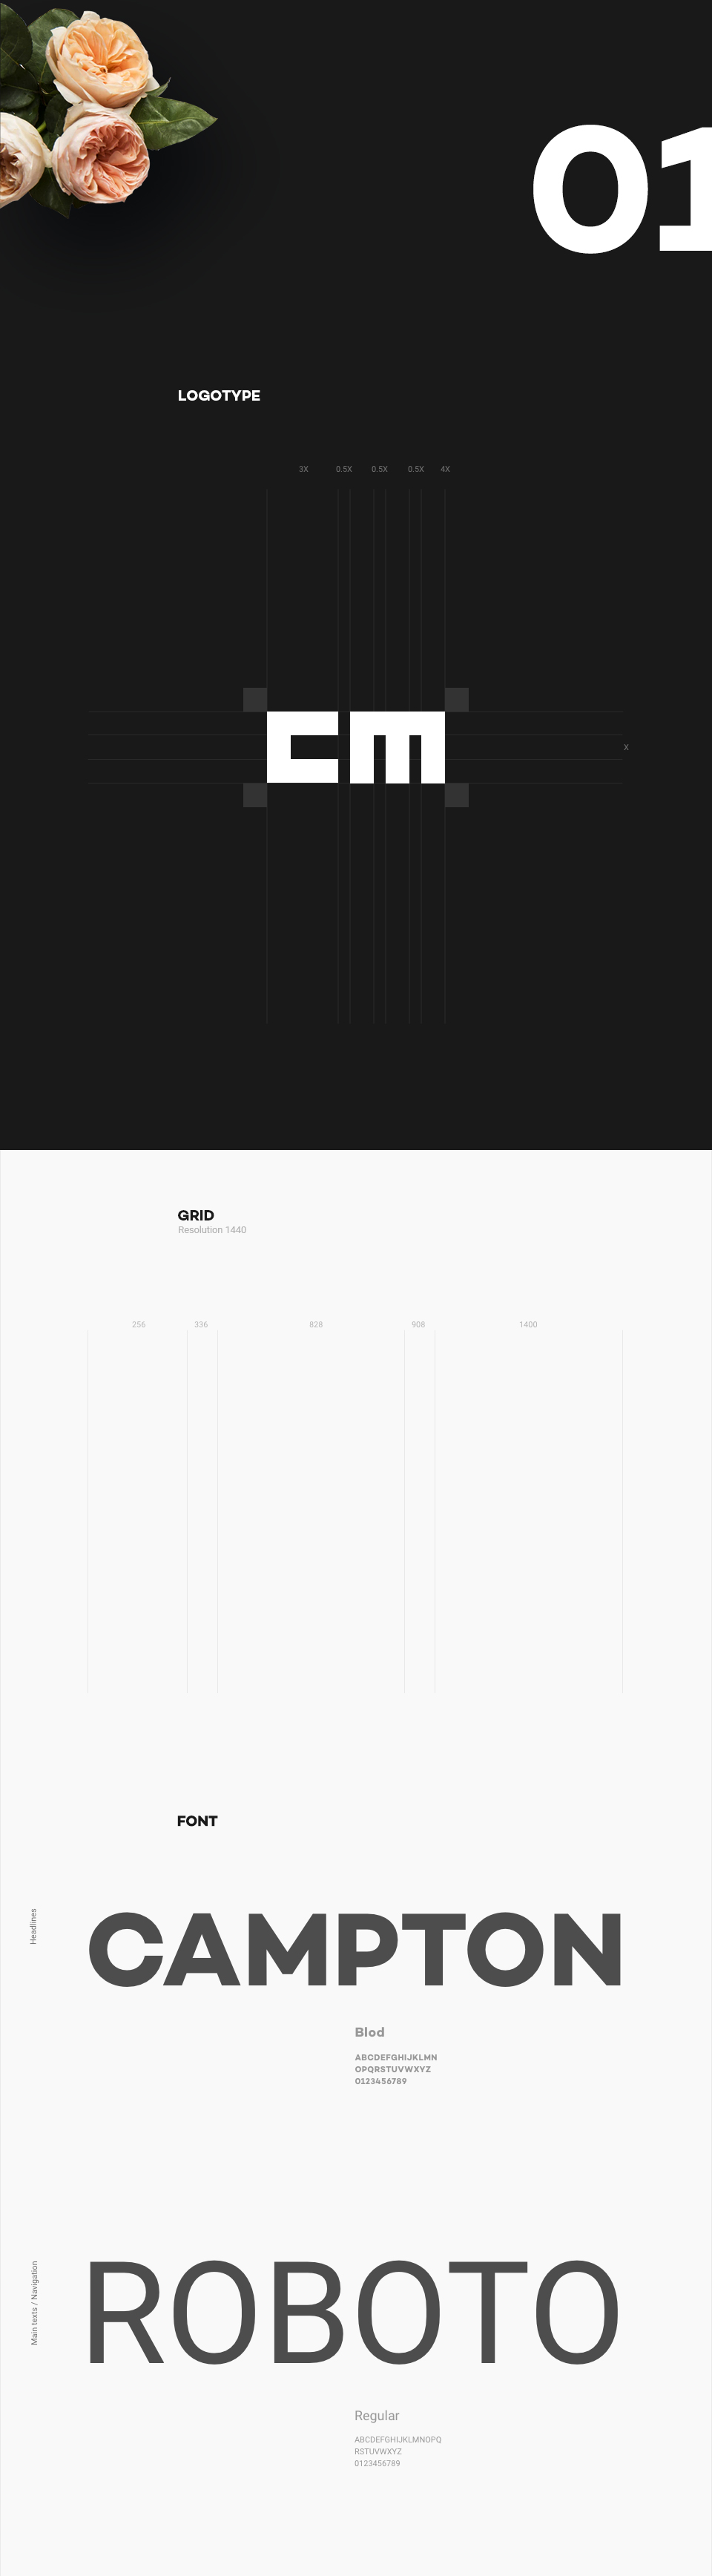 01
LOGOTYPE
3X 0.5X 0.5X 0.5X 4X
cm
X
GRID
Resolution 1440
256 336 828 908 1400
FONT
Headlines
CAMPTON
Blod
ABCDEFGHIJKLMN
OPQRSTUVWXYZ
0123456789
Main texts / Navigation
ROBOTO
Regular
ABCDEFGHIJKLMNOPQ
RSTUVWXYZ
0123456789